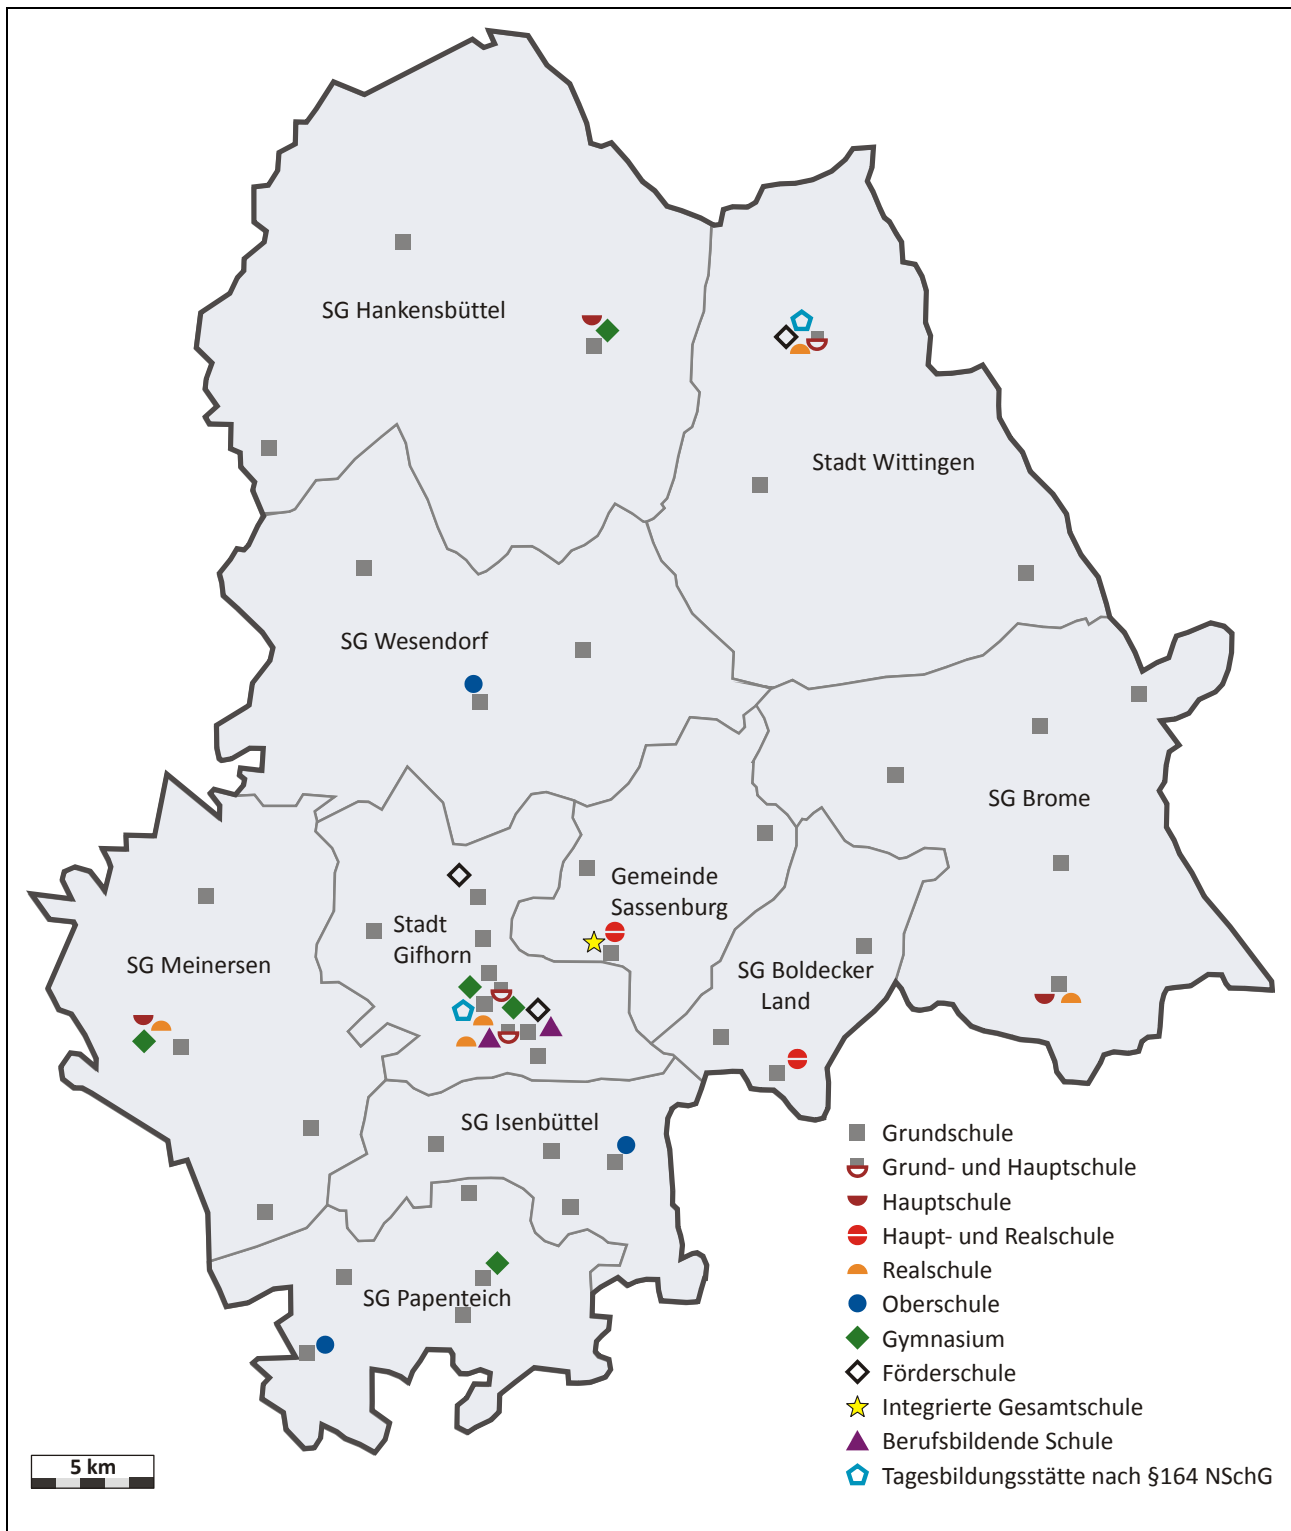 SG Hankensbüttel
Stadt Wittingen
SG Wesendorf
SG Brome
Gemeinde
Sassenburg
Stadt
Gifhorn
SG Meinersen
SG Boldecker
Land
SG Isenbüttel
SG Papenteich
Grundschule
Grund- und Hauptschule
Hauptschule
Haupt- und Realschule
Realschule
Oberschule
Gymnasium
Förderschule
Integrierte Gesamtschule
Berufsbildende Schule
Tagesbildungsstätte nach §164 NSchG
5 km